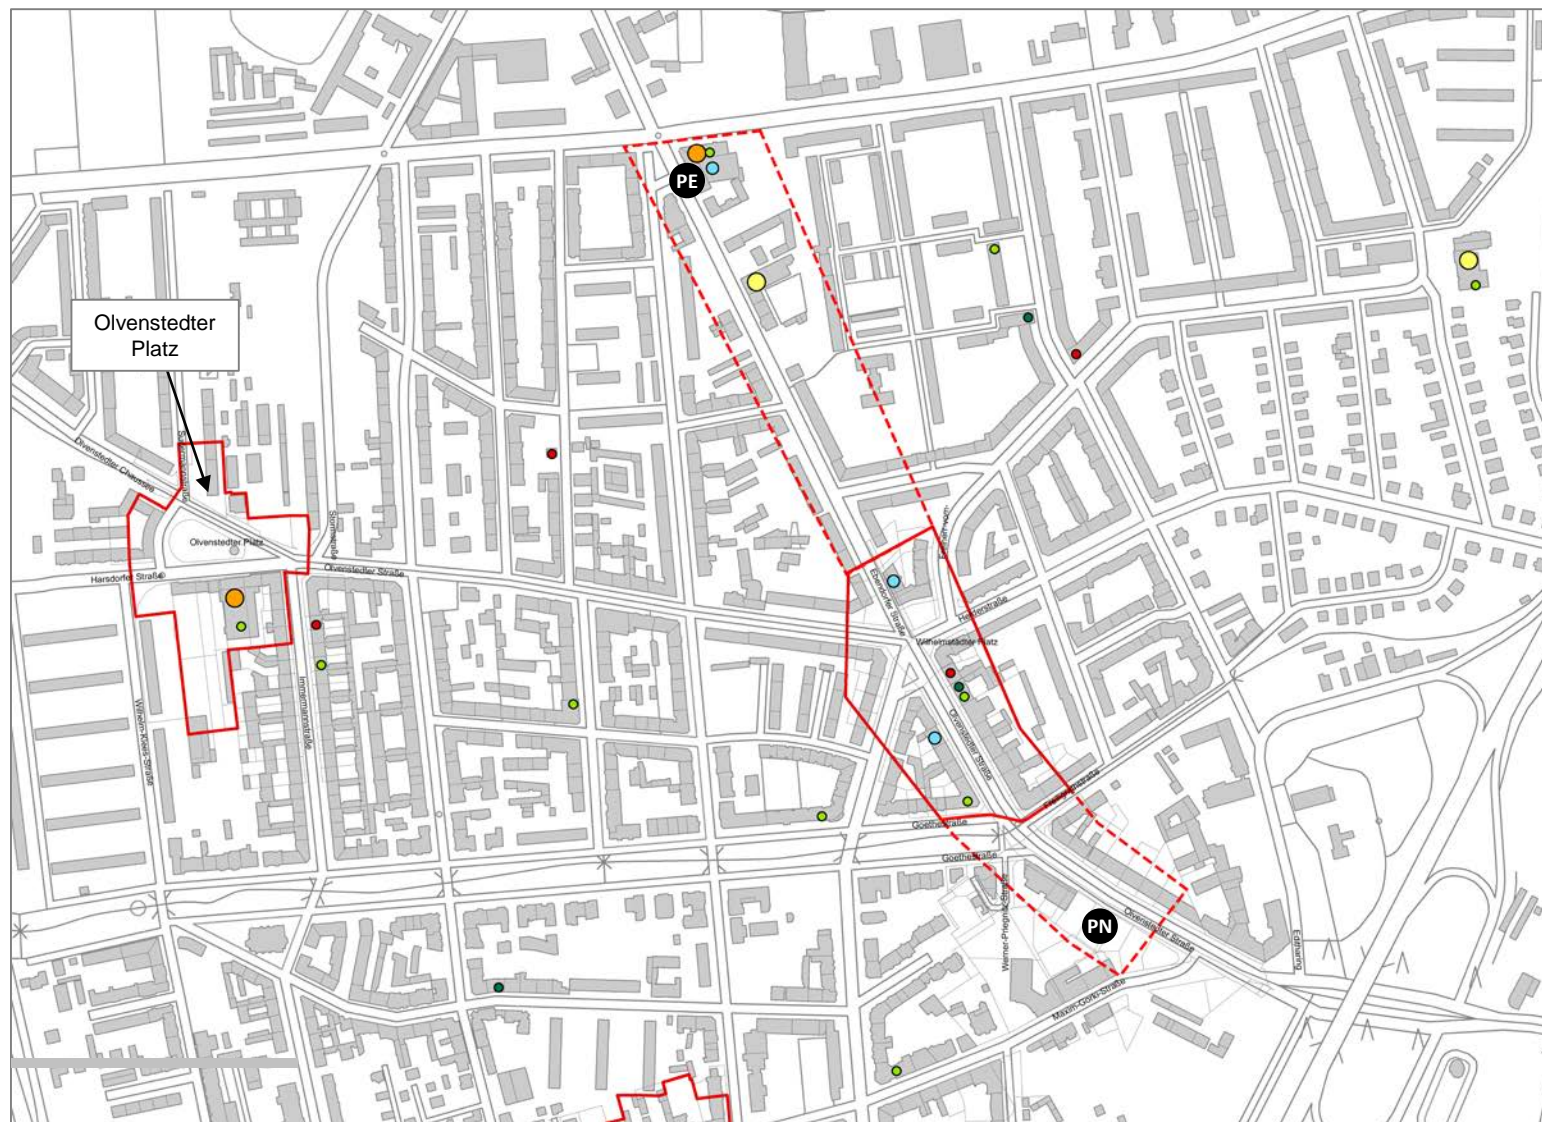 PE
Olvenstedter
Platz
Olvenstedter Chaussee
Olvenstedter Platz
Stormstraße
Harsdorfer Straße
Olvenstedter Straße
Ebendorfer Straße
Herderstraße
Wilhelmstädter Platz
Immermannstraße
Wilhelm-Klees-Straße
Olvenstedter Straße
Goethestraße
Goethestraße
Werner-Priegnitz-Straße
PN
Olvenstedter Straße
Editharing
Maxim-Gorki-Straße